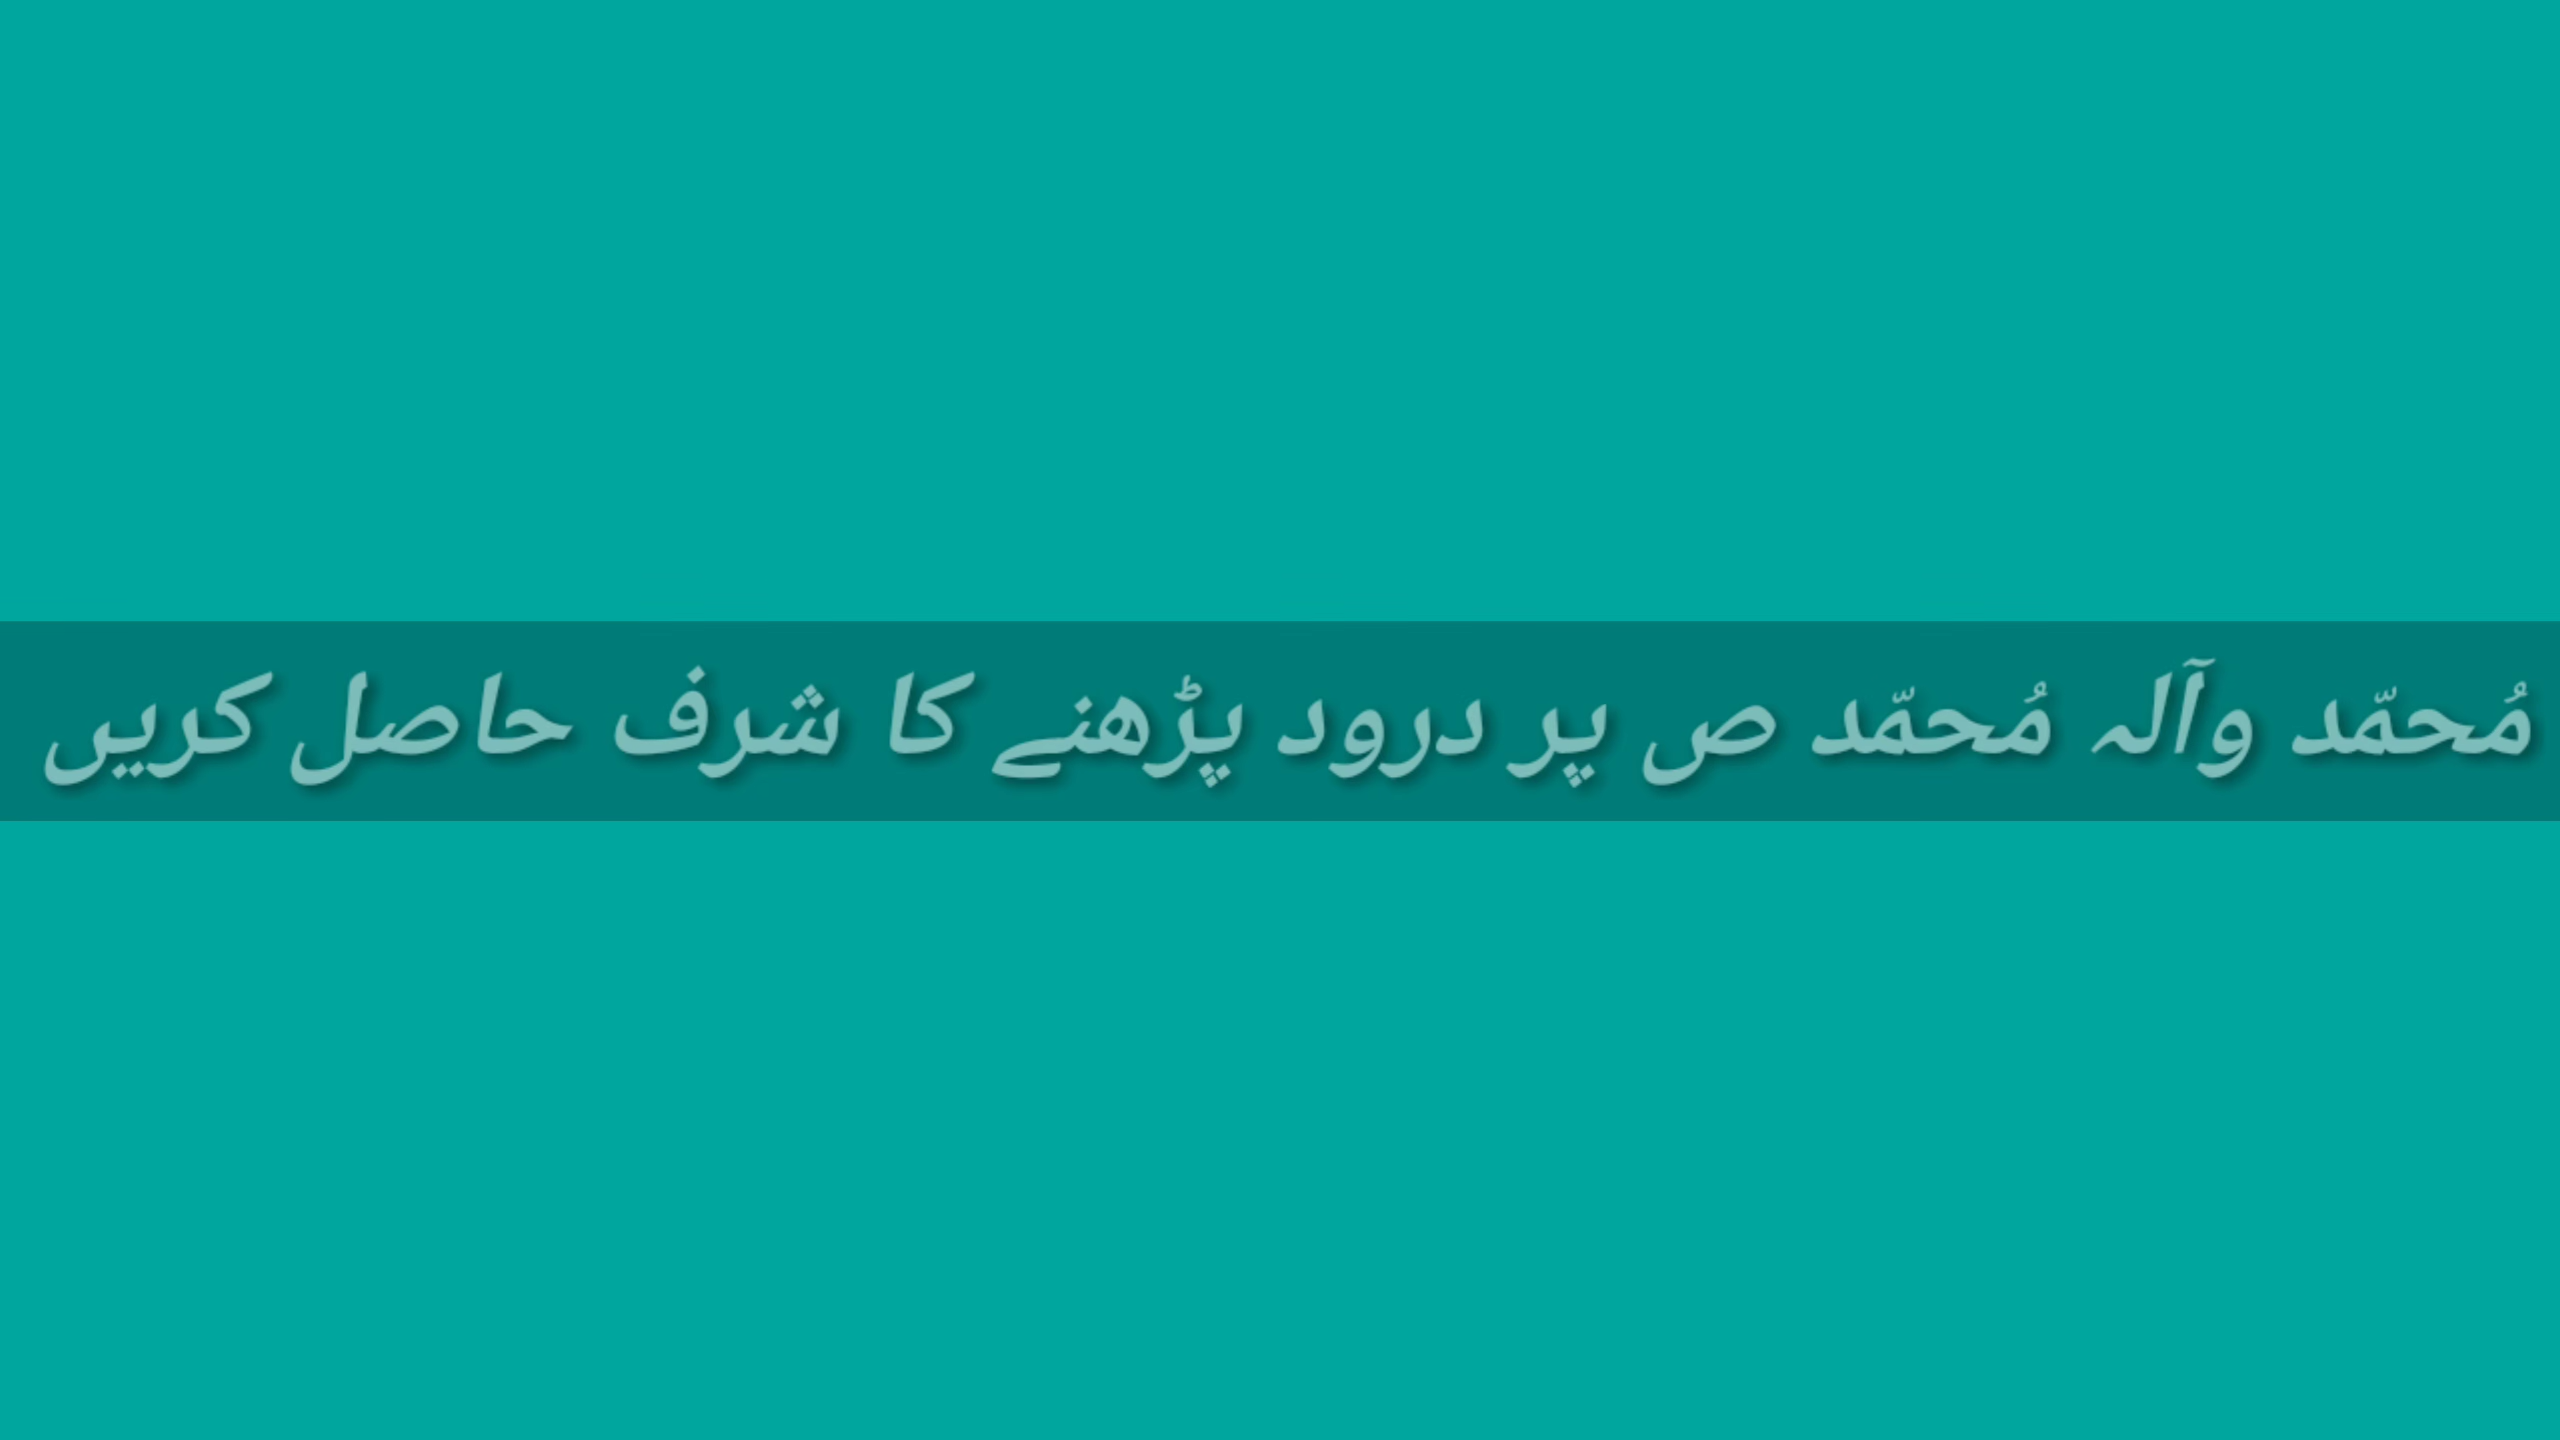 مُحمّد وآلہ مُحمّد ص پر درود پڑھنے کا شرف حاصل کریں